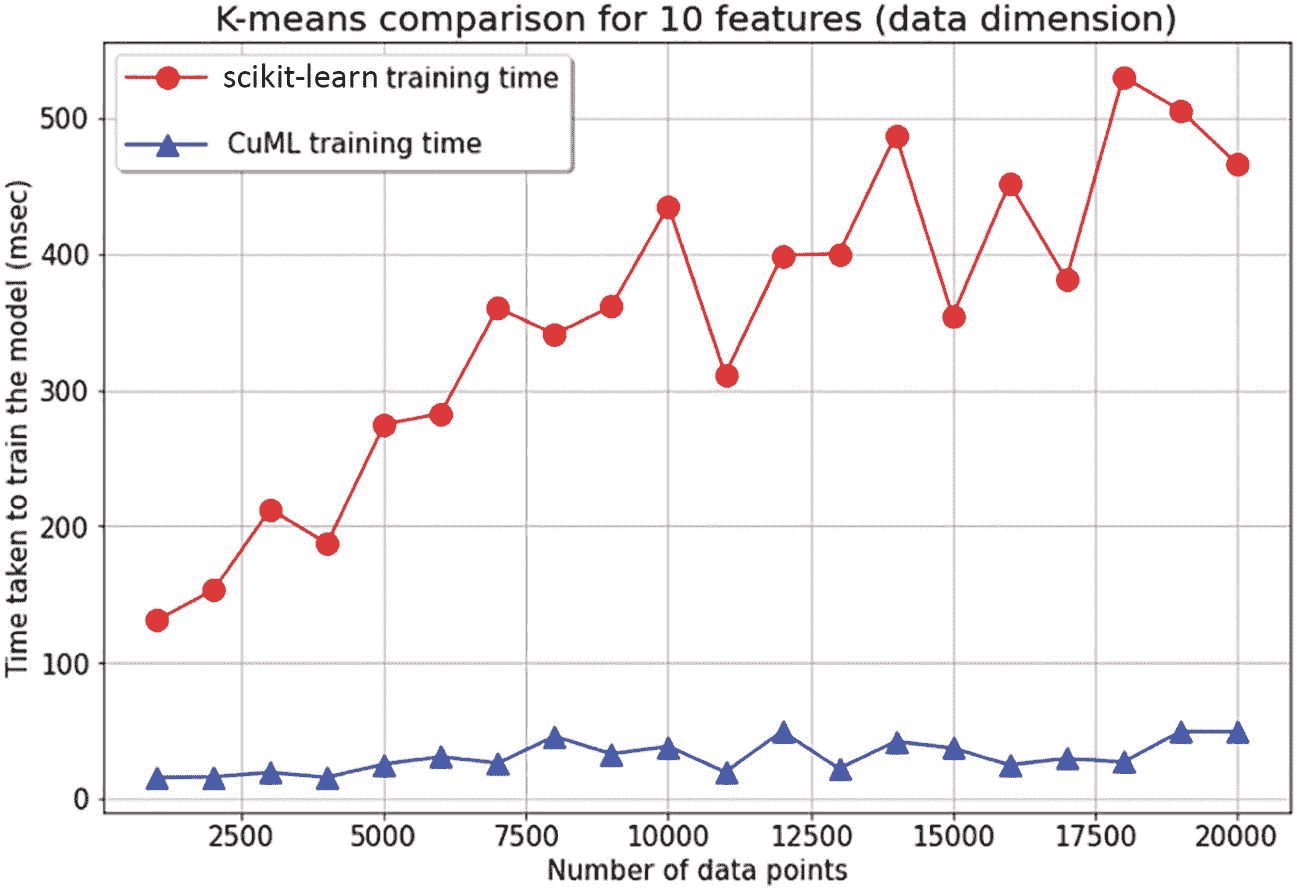 K-means comparison for 10 features (data dimension)
scikit-learn training time
CuML training time
Time taken to train the model (msec)
500
400
300
200
100
0
2500 5000 7500 10000 12500 15000 17500 20000
Number of data points